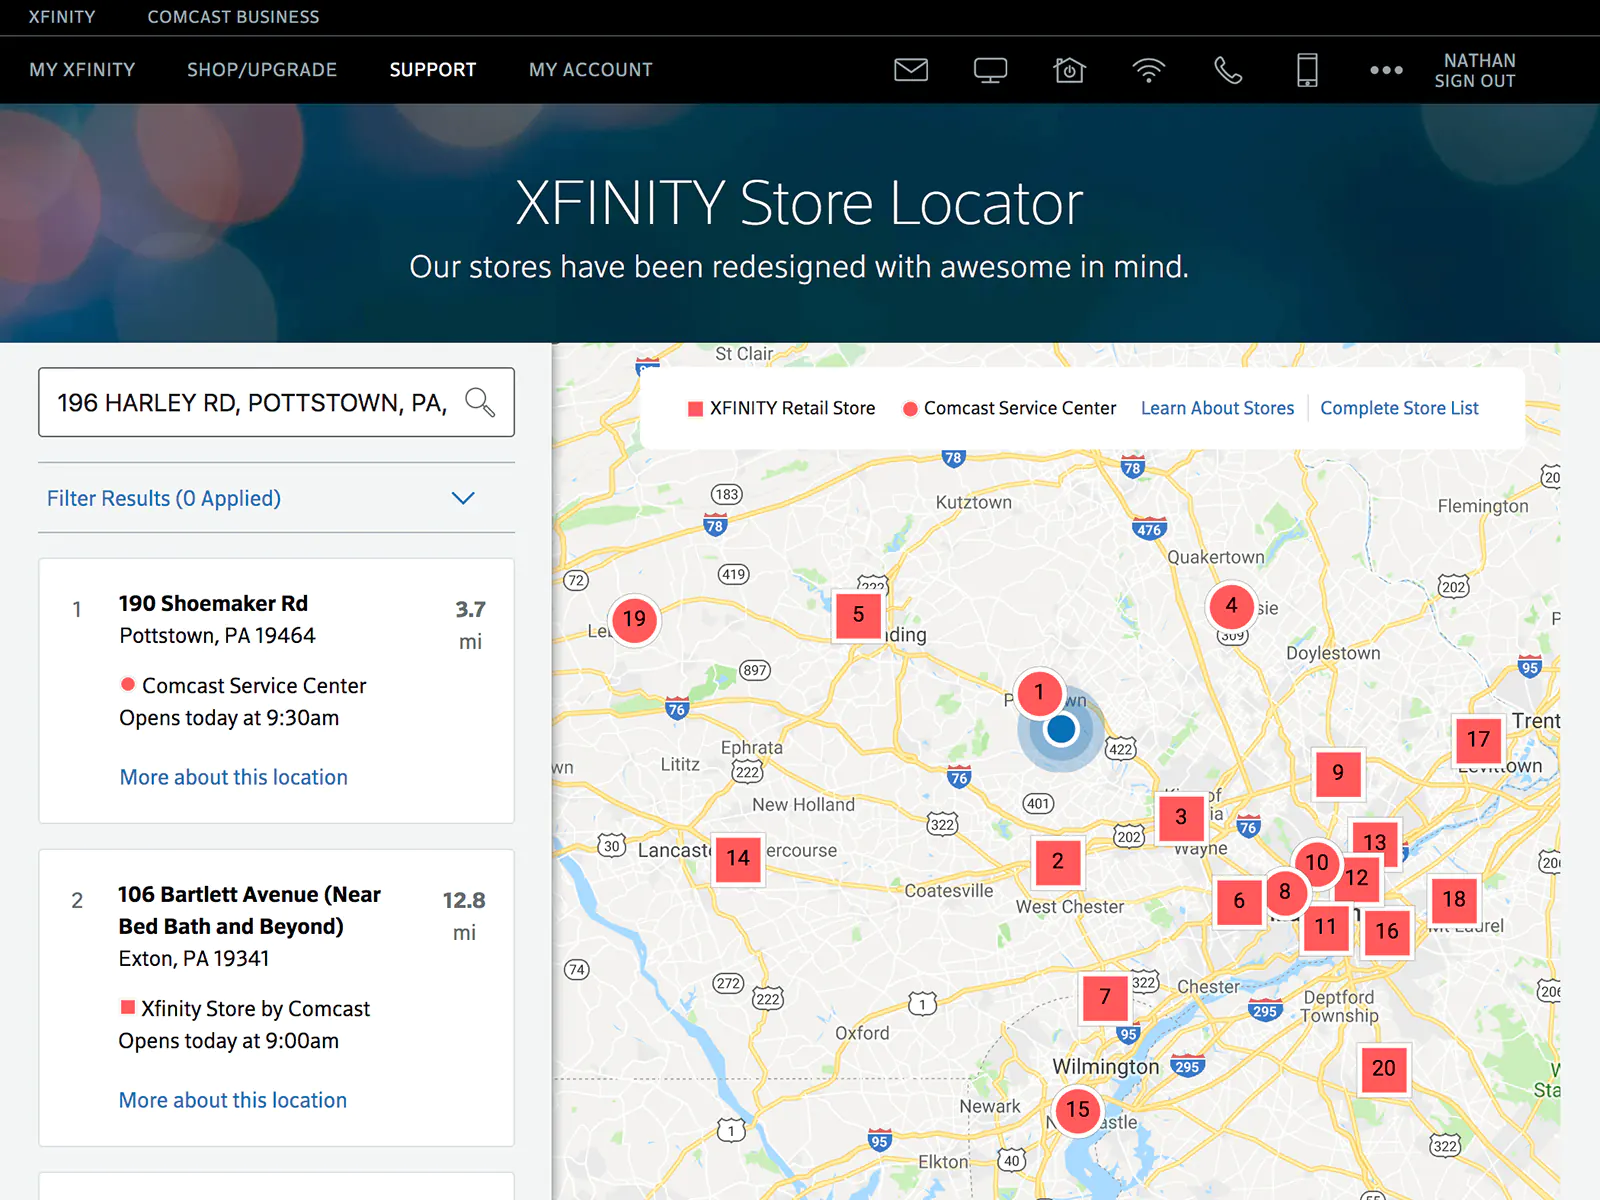 XFINITY
COMCAST BUSINESS
MY XFINITY
SHOP/UPGRADE
SUPPORT
MY ACCOUNT
NATHAN
SIGN OUT
XFINITY Store Locator
Our stores have been redesigned with awesome in mind.
196 HARLEY RD, POTTSTOWN, PA,
Filter Results (0 Applied)
1
190 Shoemaker Rd
3.7
Pottstown, PA 19464
mi
Comcast Service Center
Opens today at 9:30am
More about this location
2
106 Bartlett Avenue (Near
12.8
Bed Bath and Beyond)
mi
Exton, PA 19341
Xfinity Store by Comcast
Opens today at 9:00am
More about this location
St Clair
XFINITY Retail Store
Comcast Service Center
Learn About Stores
Complete Store List
78
78
183
Kutztown
Flemington
78
476
Quakertown
72
419
222
202
19
5
4
309
Doylestown
897
95
1
76
Trent
422
17
Ephrata
Lititz
222
76
9
New Holland
401
3
322
202
76
Wayne
30
14
2
13
10
12
Coatesville
West Chester
6
8
18
11
16
74
272
222
7
322
Chester
1
295
Deptford
Township
Oxford
95
Wilmington
295
20
Newark
15
1
95
Elkton
40
322